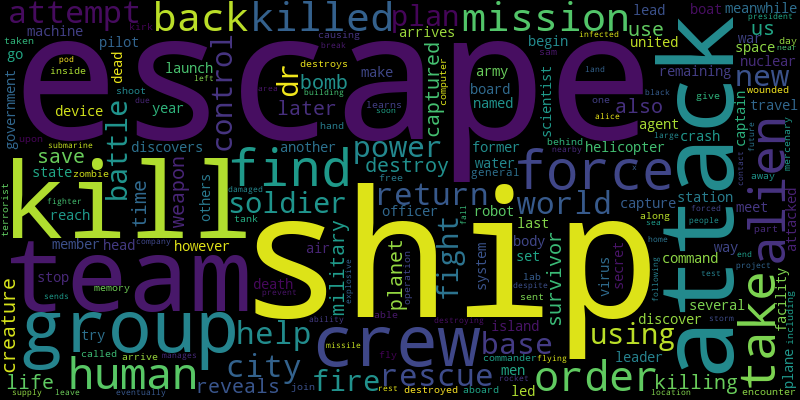 attempt
back
killed
plan
mission
escape
attack
kill
ship
team
group
crew
find
force
human
help
city
fire
rescue
order
using
base
take
alien
new
us
power
return
world
soldier
fight
battle
control
dr
bomb
captured
destroy
planet
survivor
military
creature
life
reveals
killing
save
state
zombie
reach
weapon
time
others
device
year
later
also
agent
scientist
helicopter
crash
captain
travel
space
nuclear
war
meanwhile
boat
lead
use
united
president
day
near
remaining
begin
arrives
pilot
machine
Kirk
taken
go
government
inside
pod
dead
launch
left
shoot
discovers
due
upon
submarine
fighter
terrorist
member
head
company
however
stop
memory
sends
death
prevent
air
tank
damaged
free
another
building
area
hand
learns
soon
computer
make
army
board
named
former
water
general
officer
robot
last
body
set
lab
despite
sent
system
operation
explosive
able
ability
missile
fly
join
rest
destroyed
aboard
rocket
led
men
commander
flying
island
destroying
fall
virus
secret
capture
station
forced
people
along
sea
home
following
command
test
several
discover
storm
leader
location
way
end
project
part
meet
attacked
mercenary
away
future
contact
black
large
give
one
land
alice
sam
infected
wounded
behind
nearby
break
causing
destroys
facility
plane
including
encounter
try
called
arrive
manages
supply
leave
eventually